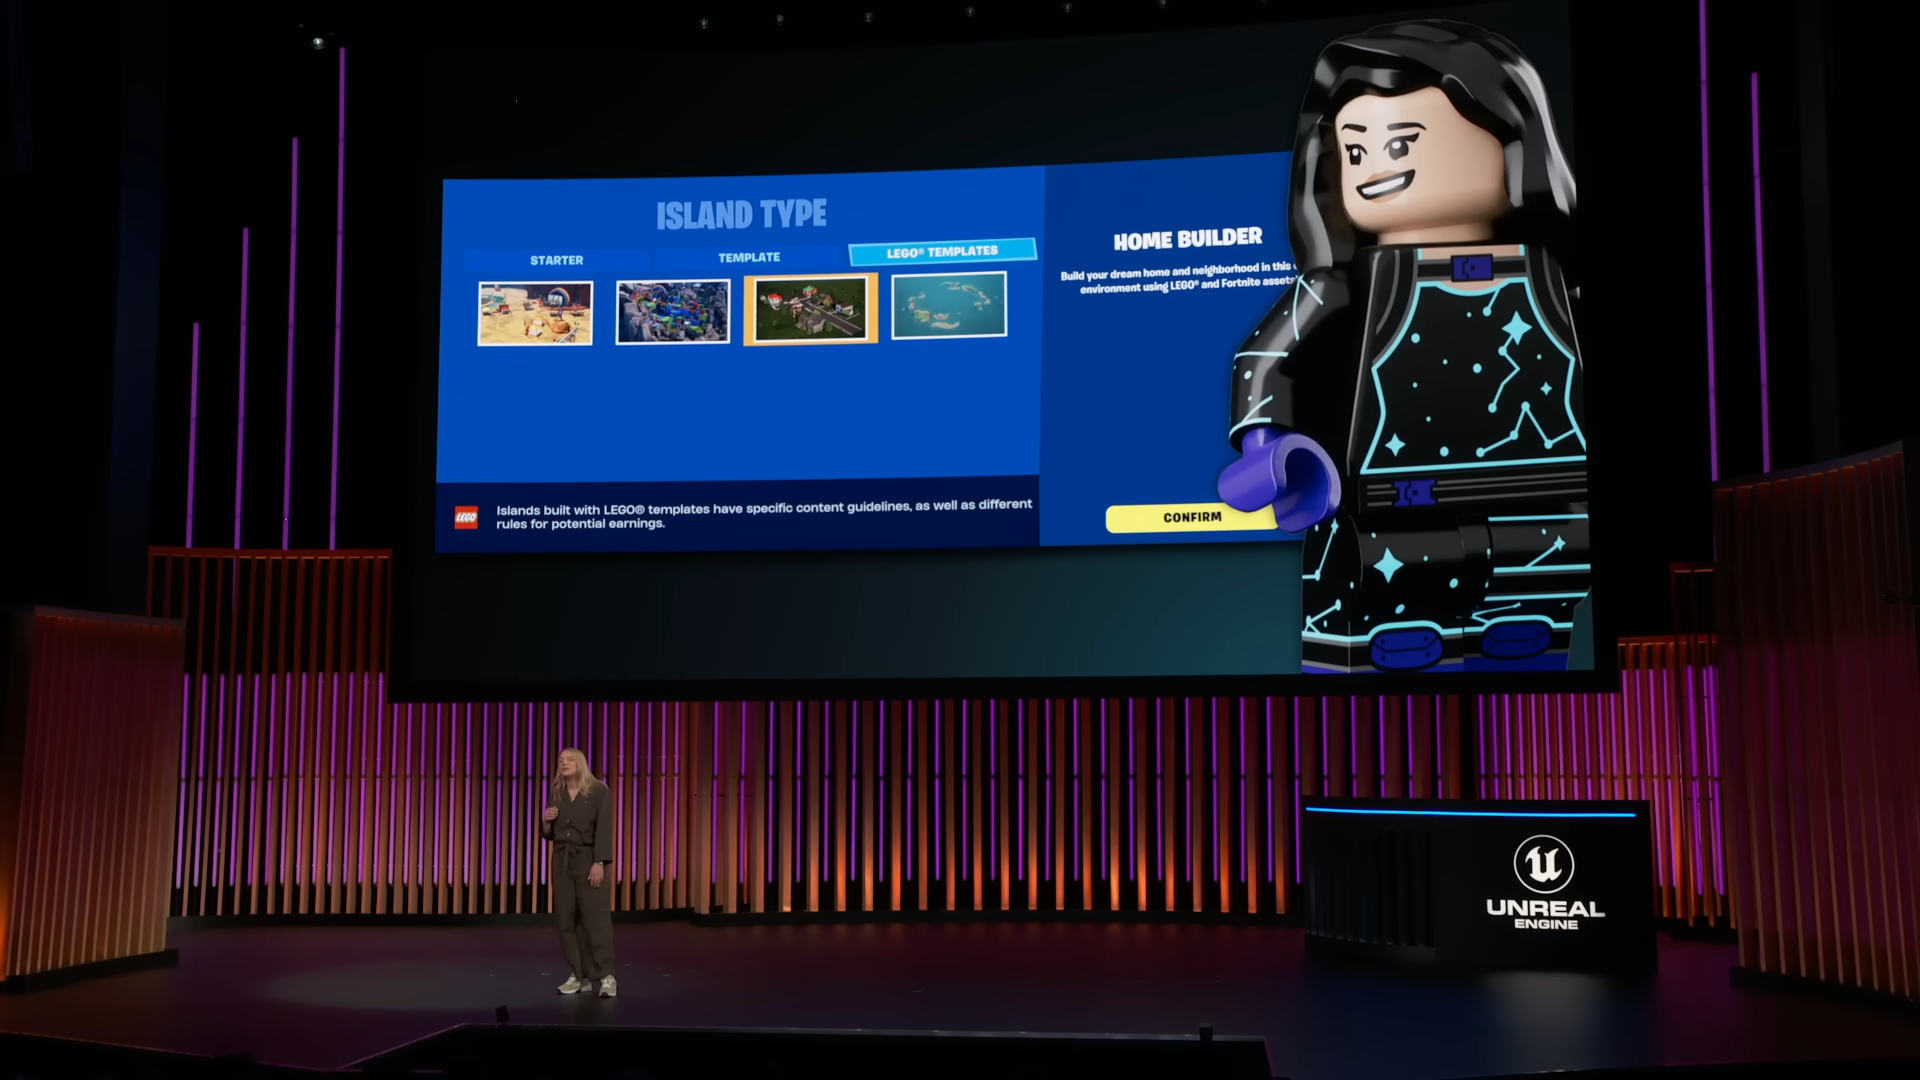 ISLAND TYPE
STARTER
TEMPLATE
LEGO® TEMPLATES
HOME BUILDER
Build your dream home and neighborhood in this
environment using LEGO® and Fortnite assets
LEGO
Islands built with LEGO® templates have specific content guidelines, as well as different
rules for potential earnings.
CONFIRM
UNREAL
ENGINE